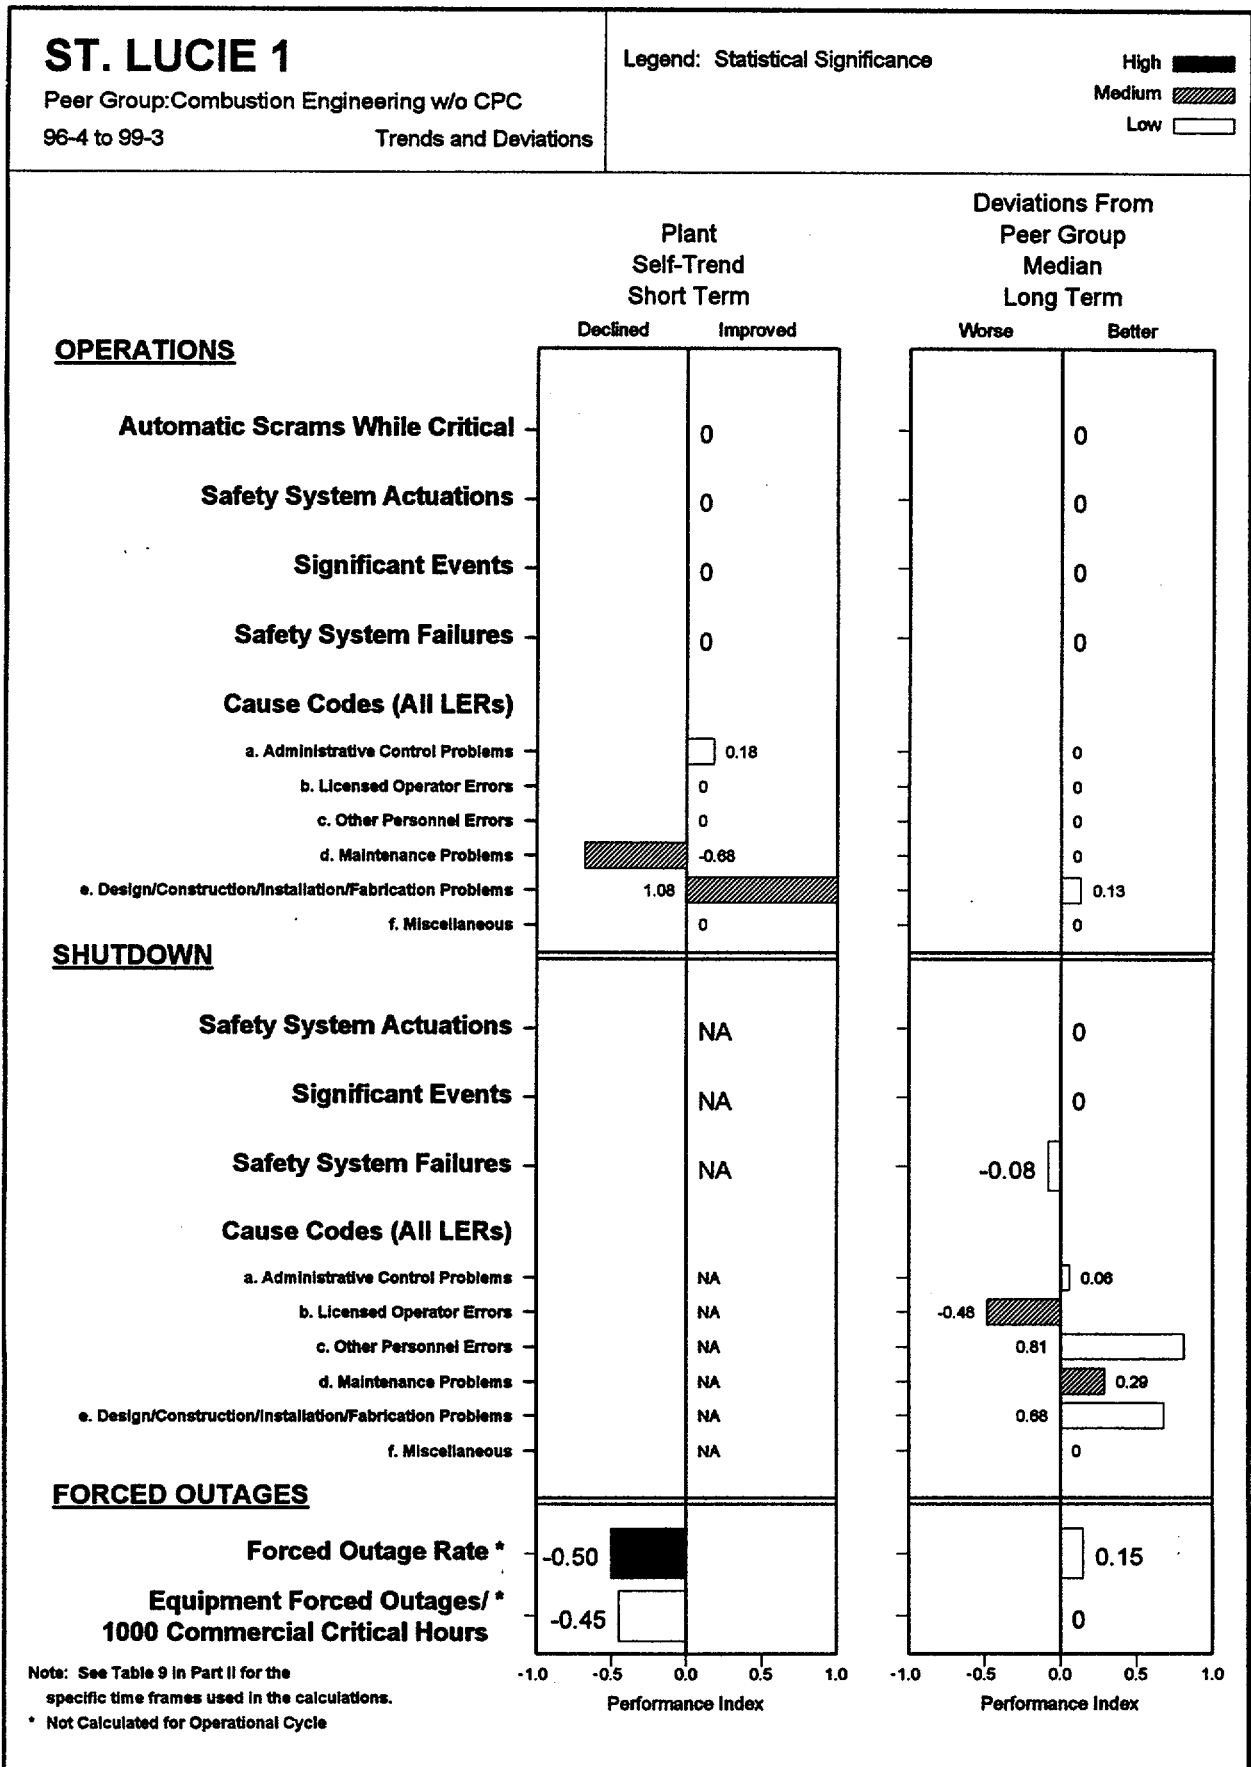 ST. LUCIE 1
Peer Group:Combustion Engineering w/o CPC
96-4 to 99-3 Trends and Deviations
Legend: Statistical Significance
High
Medium
Low
Plant
Self-Trend
Short Term
Declined Improved
Deviations From
Peer Group
Median
Long Term
Worse Better
OPERATIONS
Automatic Scrams While Critical 0 0
Safety System Actuations 0 0
Significant Events 0 0
Safety System Failures 0 0
Cause Codes (All LERs)
a. Administrative Control Problems 0.18 0
b. Licensed Operator Errors 0 0
c. Other Personnel Errors 0 0
d. Maintenance Problems -0.68 0
e. Design/Construction/Installation/Fabrication Problems 1.08 0.13
f. Miscellaneous 0 0
SHUTDOWN
Safety System Actuations NA 0
Significant Events NA 0
Safety System Failures NA -0.08
Cause Codes (All LERs)
a. Administrative Control Problems NA 0.06
b. Licensed Operator Errors NA -0.48
c. Other Personnel Errors NA 0.81
d. Maintenance Problems NA 0.29
e. Design/Construction/Installation/Fabrication Problems NA 0.68
f. Miscellaneous NA 0
FORCED OUTAGES
Forced Outage Rate * -0.50 0.15
Equipment Forced Outages/ *
1000 Commercial Critical Hours -0.45 0
-1.0 -0.5 0.0 0.5 1.0 -1.0 -0.5 0.0 0.5 1.0
Performance Index Performance Index
Note: See Table 9 in Part II for the
specific time frames used in the calculations.
* Not Calculated for Operational Cycle